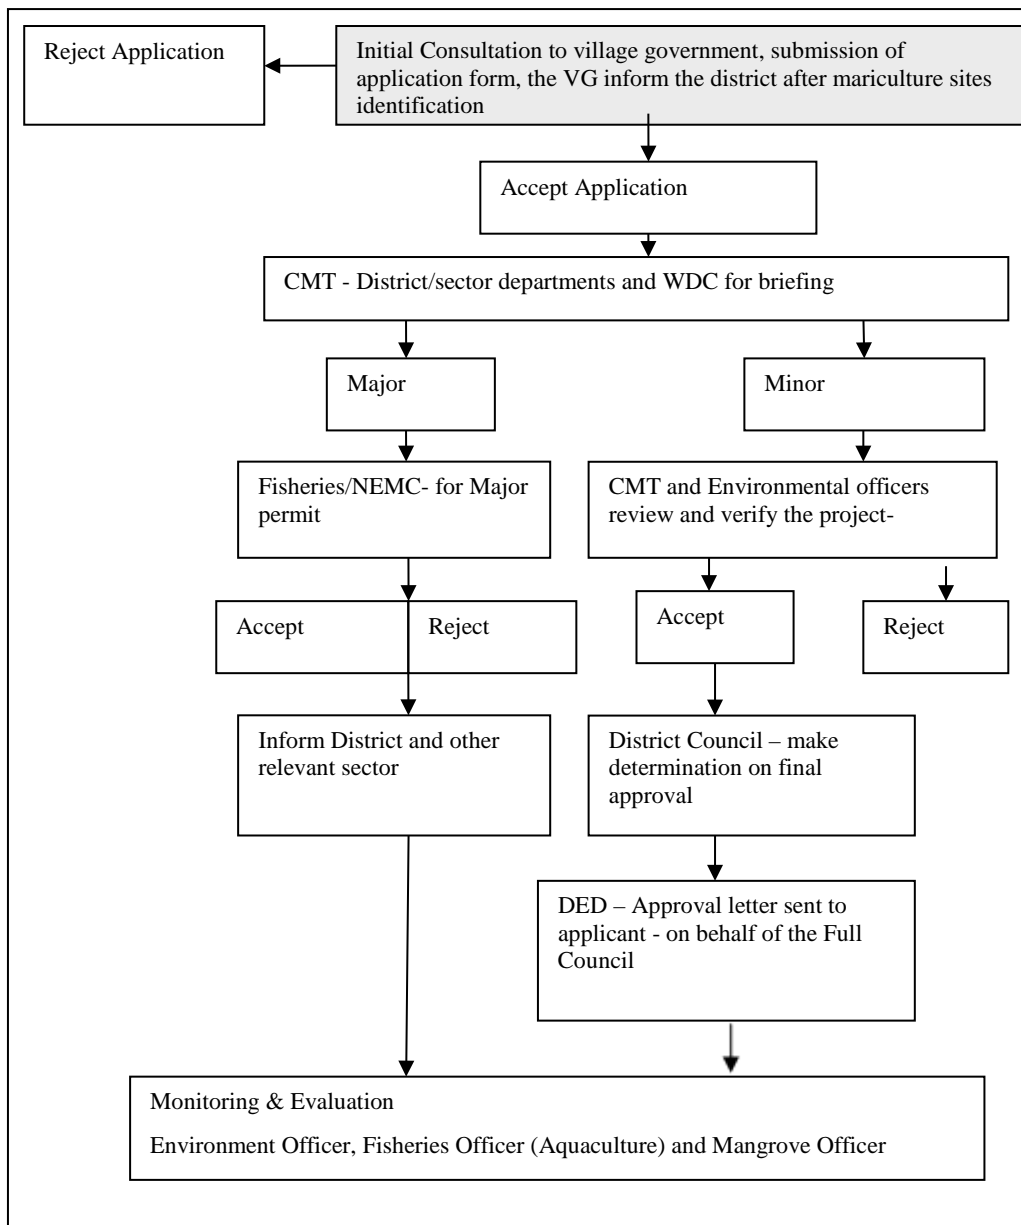 Reject Application
Initial Consultation to village government, submission of
application form, the VG inform the district after mariculture sites
identification
Accept Application
CMT - District/sector departments and WDC for briefing
Major
Minor
Fisheries/NEMC- for Major
permit
CMT and Environmental officers
review and verify the project-
Accept
Reject
Accept
Reject
Inform District and other
relevant sector
District Council – make
determination on final
approval
DED – Approval letter sent to
applicant - on behalf of the Full
Council
Monitoring & Evaluation
Environment Officer, Fisheries Officer (Aquaculture) and Mangrove Officer